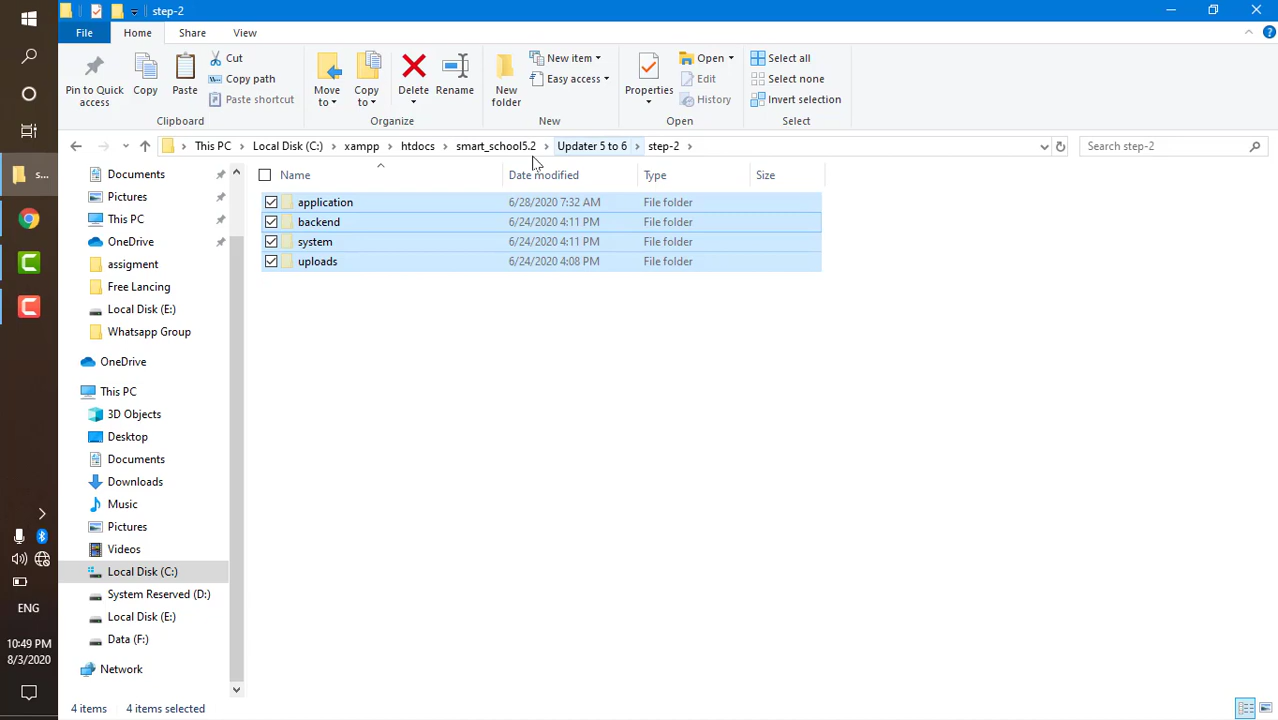 step-2
File
Home
Share
View
Pin to Quick access
Copy
Paste
Cut
Copy path
Paste shortcut
Clipboard
Move to
Copy to
Delete
Rename
Organize
New folder
New item
Easy access
New
Properties
Open
Edit
History
Open
Select all
Select none
Invert selection
Select
This PC
Local Disk (C:)
xampp
htdocs
smart_school5.2
Updater 5 to 6
step-2
Search step-2
s...
Name
Date modified
Type
Size
application 6/28/2020 7:32 AM File folder
backend 6/24/2020 4:11 PM File folder
system 6/24/2020 4:11 PM File folder
uploads 6/24/2020 4:08 PM File folder
Documents
Pictures
This PC
OneDrive
assigment
Free Lancing
Local Disk (E:)
Whatsapp Group
OneDrive
This PC
3D Objects
Desktop
Documents
Downloads
Music
Pictures
Videos
Local Disk (C:)
System Reserved (D:)
Local Disk (E:)
Data (F:)
Network
ENG
10:49 PM
8/3/2020
4 items
4 items selected